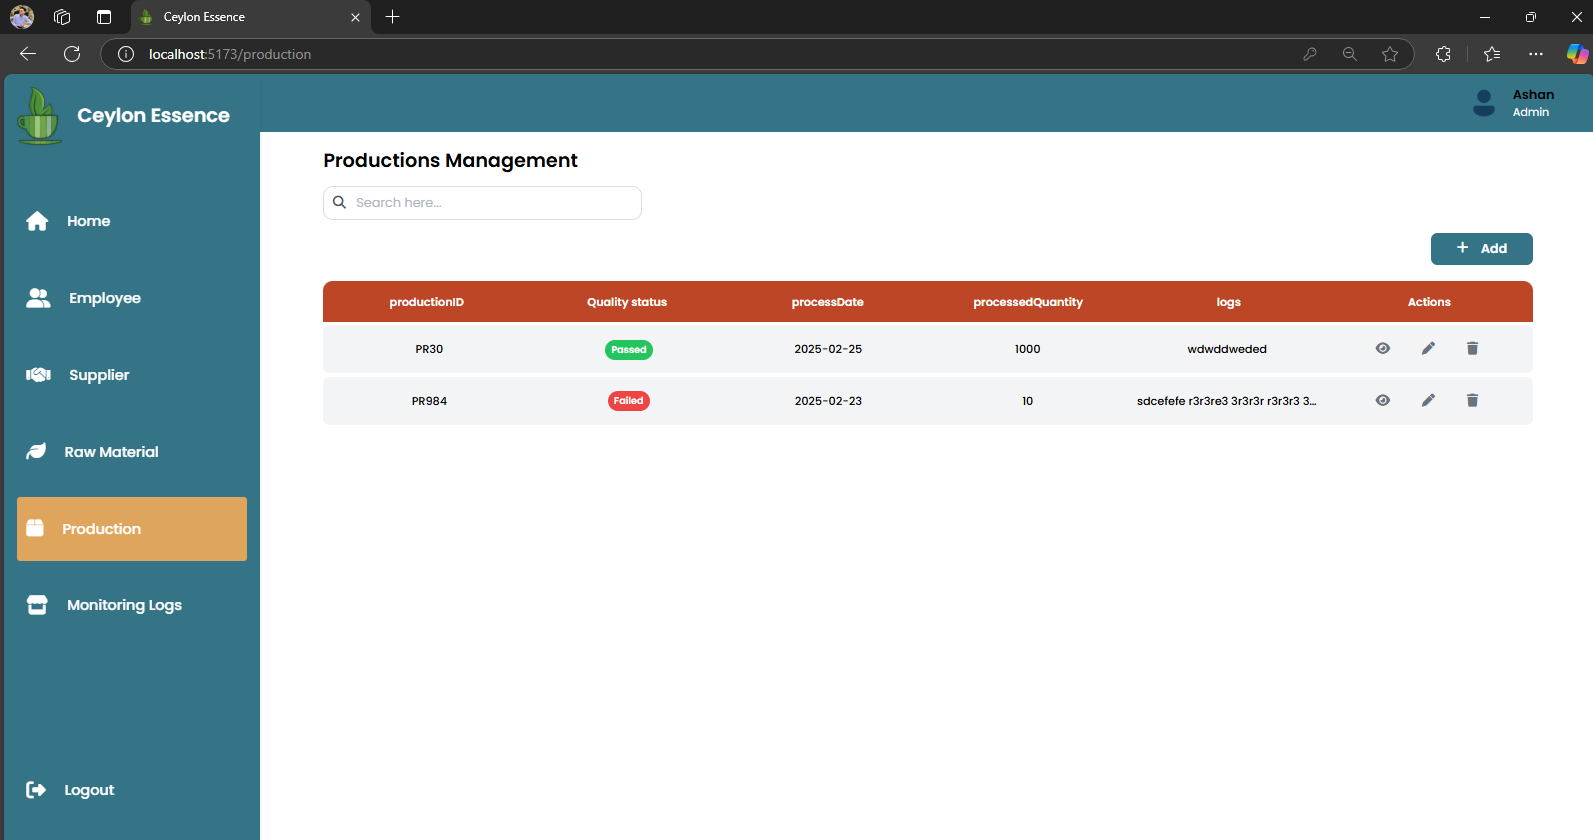 Ceylon Essence
localhost:5173/production
Ceylon Essence
Ashan
Admin
Productions Management
Search here...
Home
Add
Employee
productionID Quality status processDate processedQuantity logs Actions
PR30 Passed 2025-02-25 1000 wdwddweded
Supplier
PR984 Failed 2025-02-23 10 sdcefefe r3r3re3 3r3r3r r3r3r3 3...
Raw Material
Production
Monitoring Logs
Logout